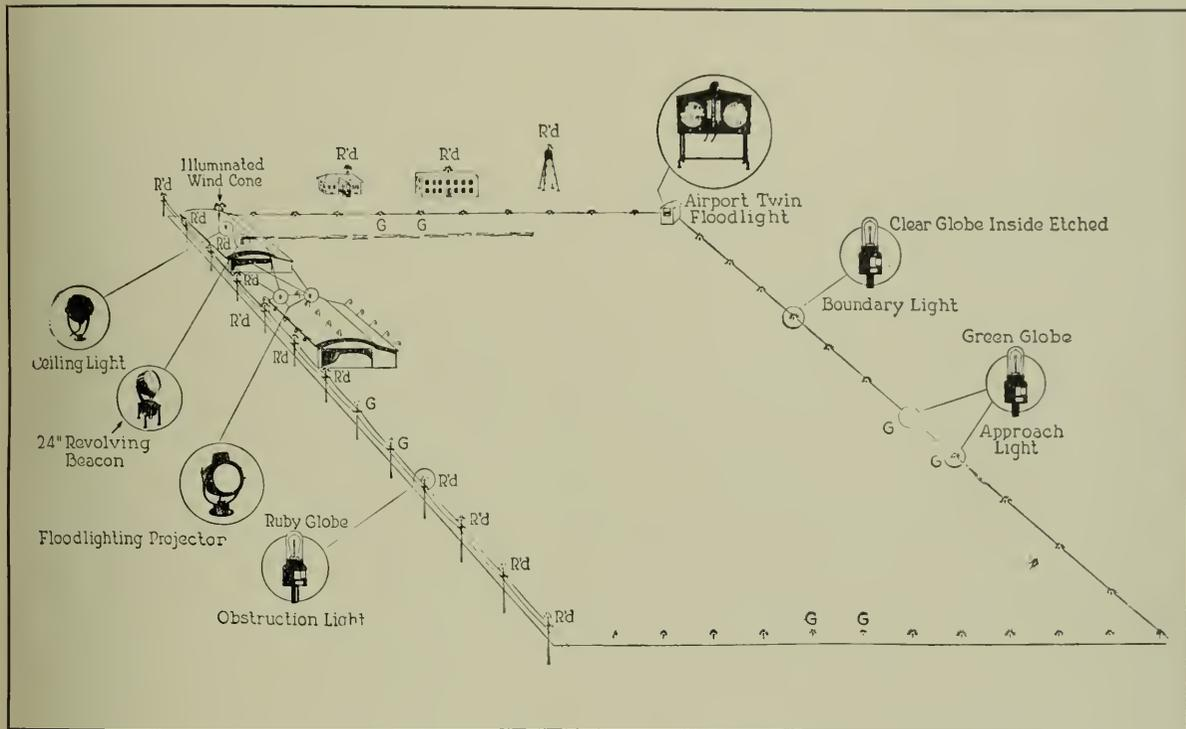 R'd
R'd
R'd
R'd
Illuminated
Wind Cone
R'd
R'd
G
G
Airport Twin
Floodlight
Clear Globe Inside Etched
Boundary Light
R'd
R'd
R'd
R'd
Ceiling Light
Green Globe
Approach
Light
G
G
R'd
G
G
24" Revolving
Beacon
R'd
Floodlighting Projector
Ruby Globe
Obstruction Light
R'd
R'd
R'd
G
G